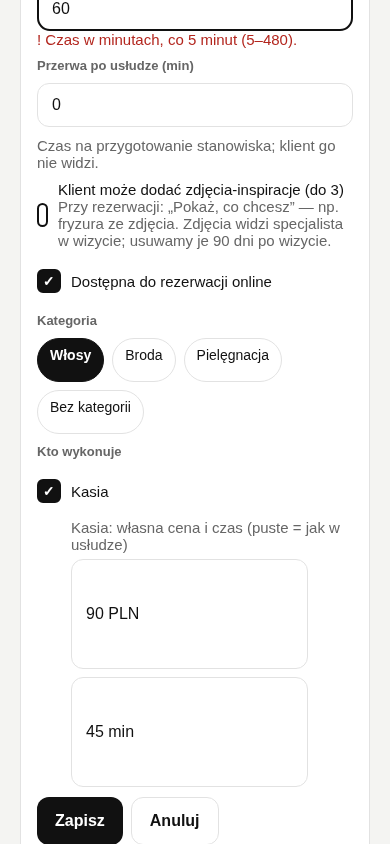 60
! Czas w minutach, co 5 minut (5–480).
Przerwa po usłudze (min)
0
Czas na przygotowanie stanowiska; klient go
nie widzi.
Klient może dodać zdjęcia-inspiracje (do 3)
Przy rezerwacji: „Pokaż, co chcesz” — np.
fryzura ze zdjęcia. Zdjęcia widzi specjalista
w wizycie; usuwamy je 90 dni po wizycie.
Dostępna do rezerwacji online
Kategoria
Włosy Broda Pielęgnacja
Bez kategorii
Kto wykonuje
Kasia
Kasia: własna cena i czas (puste = jak w
usłudze)
90 PLN
45 min
Zapisz Anuluj